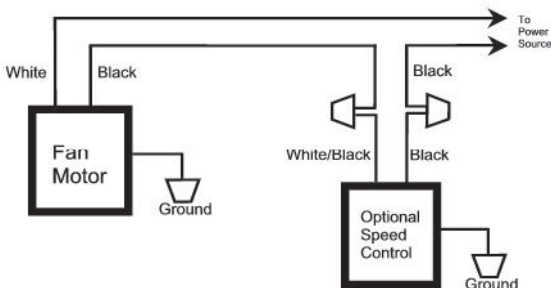 To
Power
Source
White
Black
Black
Fan
Motor
White/Black
Black
Ground
Optional
Speed
Control
Ground